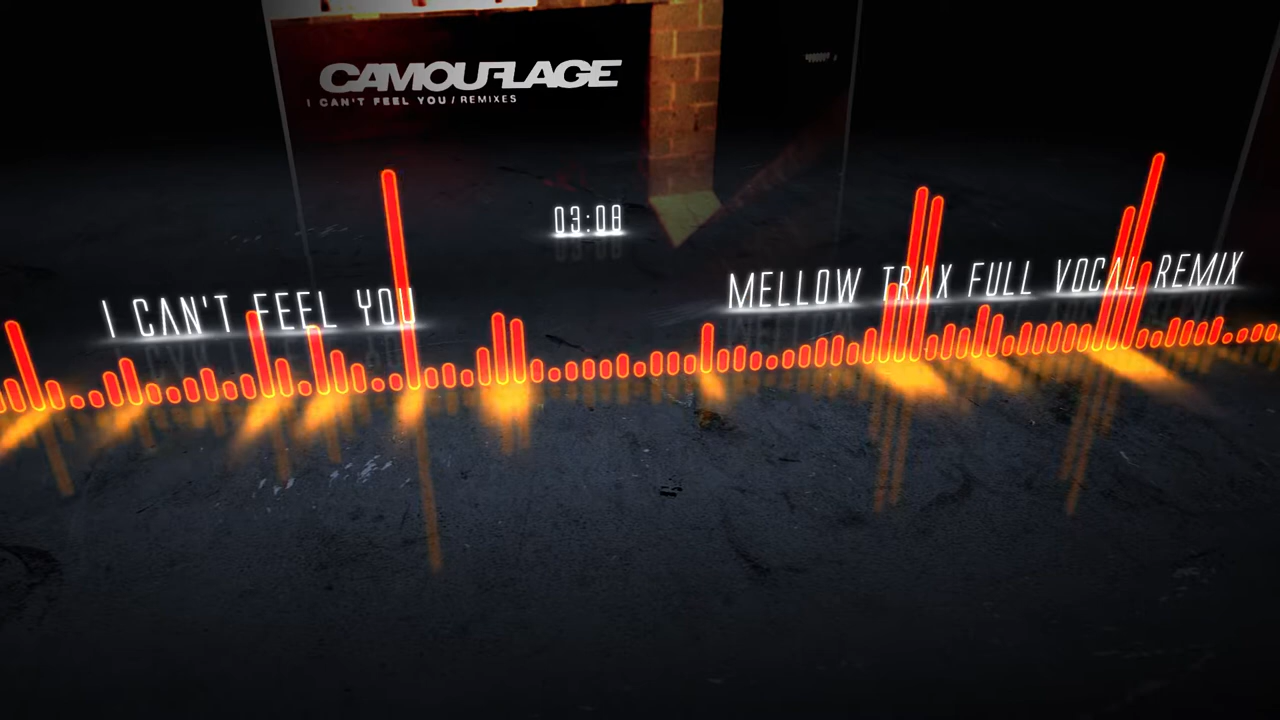 CAMOUFLAGE
I CAN'T FEEL YOU / REMIXES
03:08
I CAN'T FEEL YOU
MELLOW TRAX FULL VOCAL REMIX